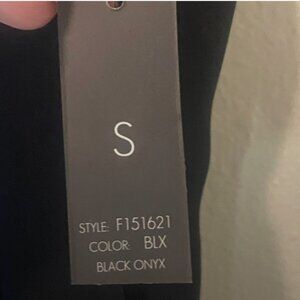 S
STYLE: F151621
COLOR: BLX
BLACK ONYX